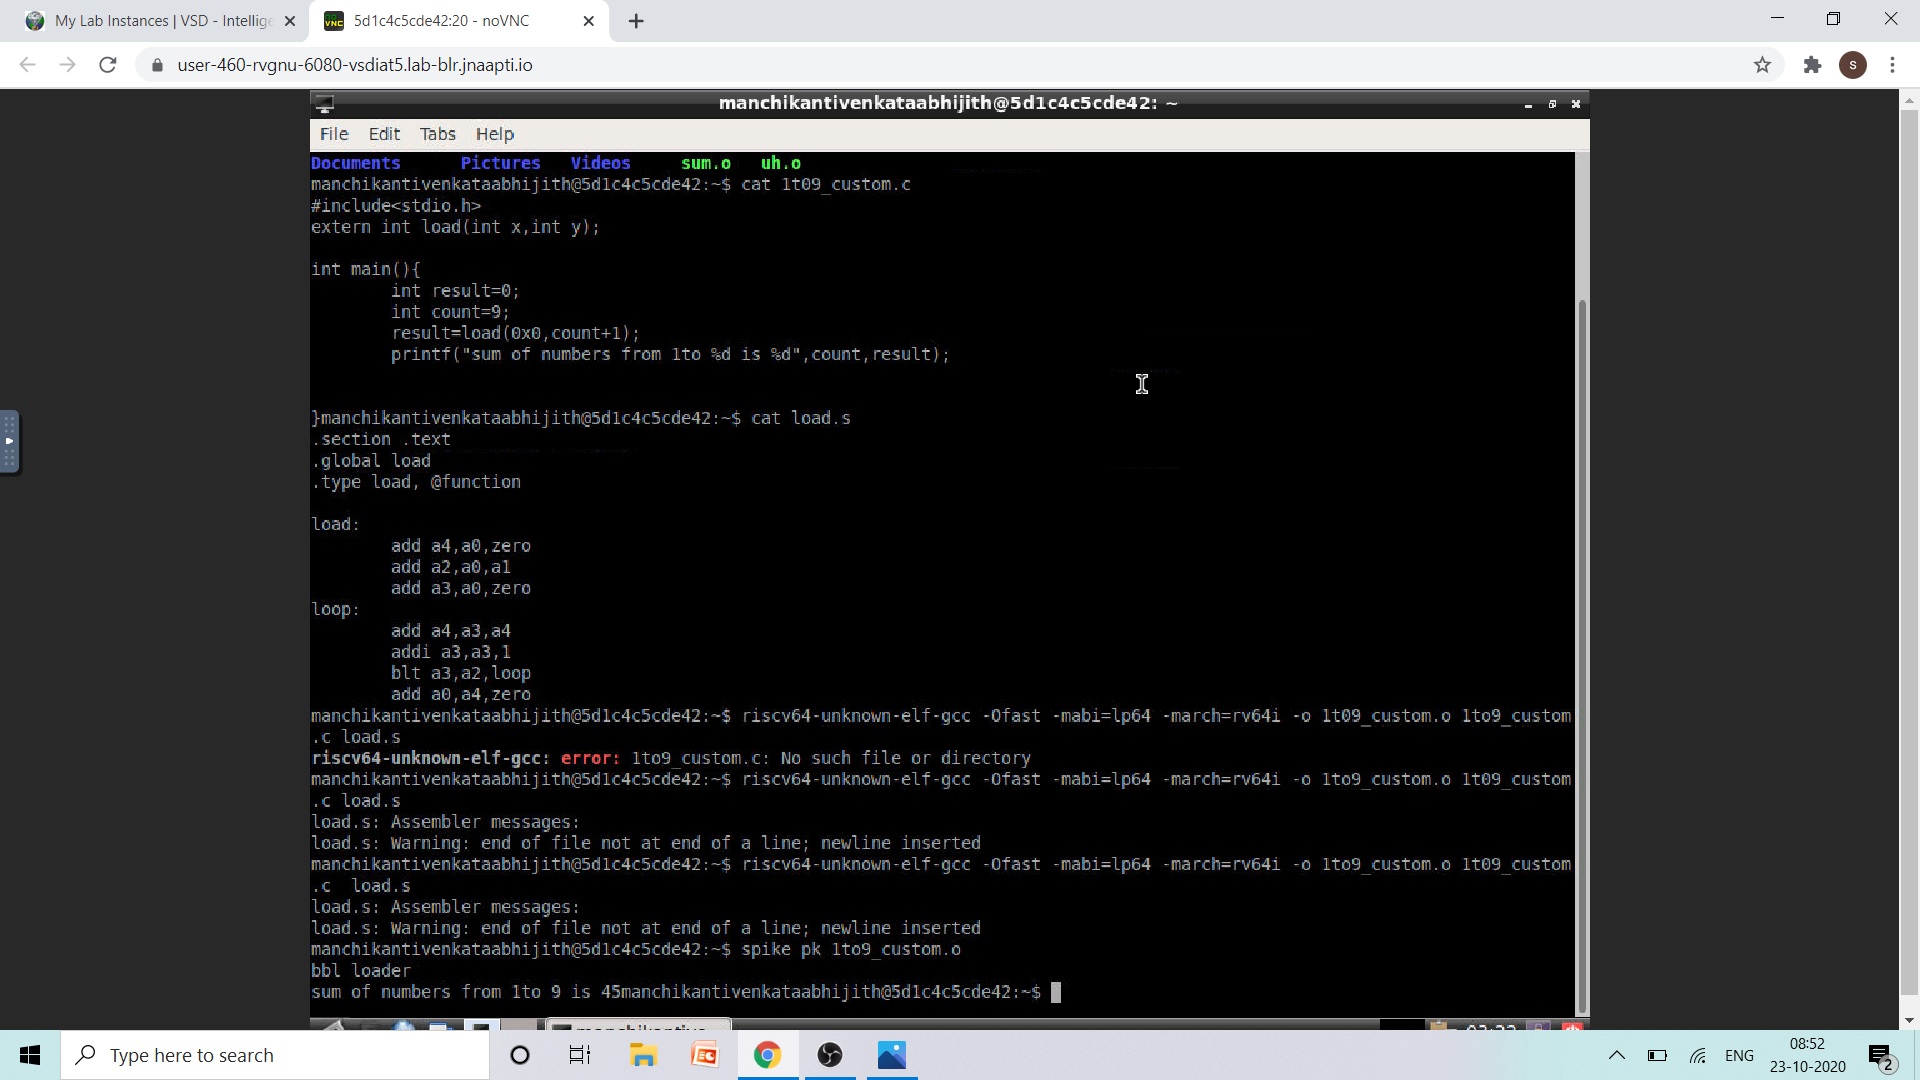 My Lab Instances | VSD - Intellige
5d1c4c5cde42:20 - noVNC
user-460-rvgnu-6080-vsdiat5.lab-blr.jnaapti.io
s
manchikantivenkataabhijith@5d1c4c5cde42: ~
File Edit Tabs Help
Documents Pictures Videos sum.o uh.o
manchikantivenkataabhijith@5d1c4c5cde42:~$ cat 1t09_custom.c
#include<stdio.h>
extern int load(int x,int y);
int main(){
int result=0;
int count=9;
result=load(0x0,count+1);
printf("sum of numbers from 1to %d is %d",count,result);
}manchikantivenkataabhijith@5d1c4c5cde42:~$ cat load.s
.section .text
.global load
.type load, @function
load:
add a4,a0,zero
add a2,a0,a1
add a3,a0,zero
loop:
add a4,a3,a4
addi a3,a3,1
blt a3,a2,loop
add a0,a4,zero
manchikantivenkataabhijith@5d1c4c5cde42:~$ riscv64-unknown-elf-gcc -Ofast -mabi=lp64 -march=rv64i -o 1t09_custom.o 1to9_custom
.c load.s
riscv64-unknown-elf-gcc: error: 1to9_custom.c: No such file or directory
manchikantivenkataabhijith@5d1c4c5cde42:~$ riscv64-unknown-elf-gcc -Ofast -mabi=lp64 -march=rv64i -o 1to9_custom.o 1t09_custom
.c load.s
load.s: Assembler messages:
load.s: Warning: end of file not at end of a line; newline inserted
manchikantivenkataabhijith@5d1c4c5cde42:~$ riscv64-unknown-elf-gcc -Ofast -mabi=lp64 -march=rv64i -o 1to9_custom.o 1t09_custom
.c  load.s
load.s: Assembler messages:
load.s: Warning: end of file not at end of a line; newline inserted
manchikantivenkataabhijith@5d1c4c5cde42:~$ spike pk 1to9_custom.o
bbl loader
sum of numbers from 1to 9 is 45manchikantivenkataabhijith@5d1c4c5cde42:~$
Type here to search
ENG
08:52
23-10-2020
2